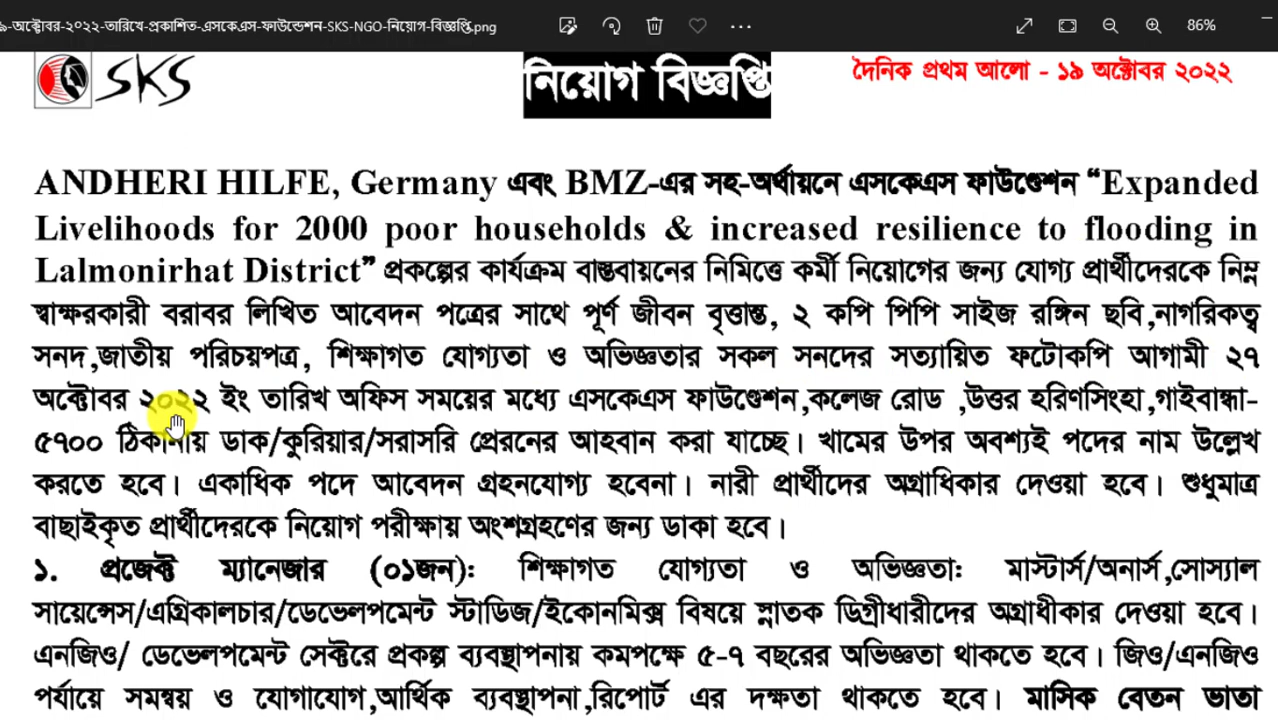 ৯-অক্টোবর-২০২২-তারিখে-প্রকাশিত-এসকেএস-ফাউন্ডেশন-SKS-NGO-নিয়োগ-বিজ্ঞপ্তি.png
86%
SKS
নিয়োগ বিজ্ঞপ্তি
দৈনিক প্রথম আলো - ১৯ অক্টোবর ২০২২
ANDHERI HILFE, Germany এবং BMZ-এর সহ-অর্থায়নে এসকেএস ফাউণ্ডেশন “Expanded
Livelihoods for 2000 poor households & increased resilience to flooding in
Lalmonirhat District” প্রকল্পের কার্যক্রম বাস্তবায়নের নিমিত্তে কর্মী নিয়োগের জন্য যোগ্য প্রার্থীদেরকে নিম্ন
স্বাক্ষরকারী বরাবর লিখিত আবেদন পত্রের সাথে পূর্ণ জীবন বৃত্তান্ত, ২ কপি পিপি সাইজ রঙ্গিন ছবি,নাগরিকত্ব
সনদ,জাতীয় পরিচয়পত্র, শিক্ষাগত যোগ্যতা ও অভিজ্ঞতার সকল সনদের সত্যায়িত ফটোকপি আগামী ২৭
অক্টোবর ২০২২ ইং তারিখ অফিস সময়ের মধ্যে এসকেএস ফাউণ্ডেশন,কলেজ রোড ,উত্তর হরিণসিংহা,গাইবান্ধা-
৫৭০০ ঠিকানায় ডাক/কুরিয়ার/সরাসরি প্রেরনের আহবান করা যাচ্ছে। খামের উপর অবশ্যই পদের নাম উল্লেখ
করতে হবে। একাধিক পদে আবেদন গ্রহনযোগ্য হবেনা। নারী প্রার্থীদের অগ্রাধিকার দেওয়া হবে। শুধুমাত্র
বাছাইকৃত প্রার্থীদেরকে নিয়োগ পরীক্ষায় অংশগ্রহণের জন্য ডাকা হবে।
১. প্রজেক্ট ম্যানেজার (০১জন): শিক্ষাগত যোগ্যতা ও অভিজ্ঞতা: মাস্টার্স/অনার্স,সোস্যাল
সায়েন্সেস/এগ্রিকালচার/ডেভেলপমেন্ট স্টাডিজ/ইকোনমিক্স বিষয়ে স্নাতক ডিগ্রীধারীদের অগ্রাধীকার দেওয়া হবে।
এনজিও/ ডেভেলপমেন্ট সেক্টরে প্রকল্প ব্যবস্থাপনায় কমপক্ষে ৫-৭ বছরের অভিজ্ঞতা থাকতে হবে। জিও/এনজিও
পর্যায়ে সমন্বয় ও যোগাযোগ,আর্থিক ব্যবস্থাপনা,রিপোর্ট এর দক্ষতা থাকতে হবে। মাসিক বেতন ভাতা